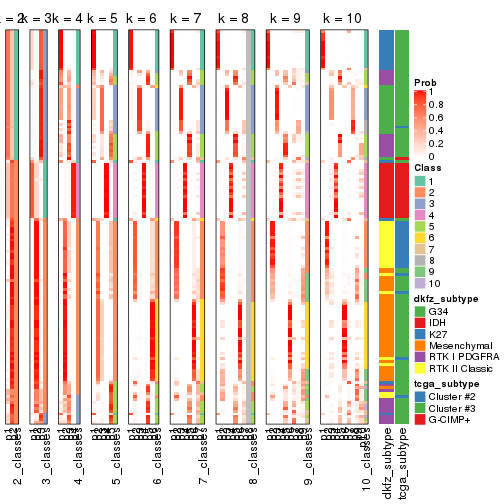 k = 2 k = 3 k = 4 k = 5 k = 6 k = 7 k = 8 k = 9 k = 10
Prob
1
0.8
0.6
0.4
0.2
0
Class
1
2
3
4
5
6
7
8
9
10
dkfz_subtype
G34
IDH
K27
Mesenchymal
RTK I PDGFRA
RTK II Classic
tcga_subtype
Cluster #2
Cluster #3
G-CIMP+
2_classes
3_classes
4_classes
5_classes
6_classes
7_classes
8_classes
9_classes
10_classes
dkfz_subtype
tcga_subtype